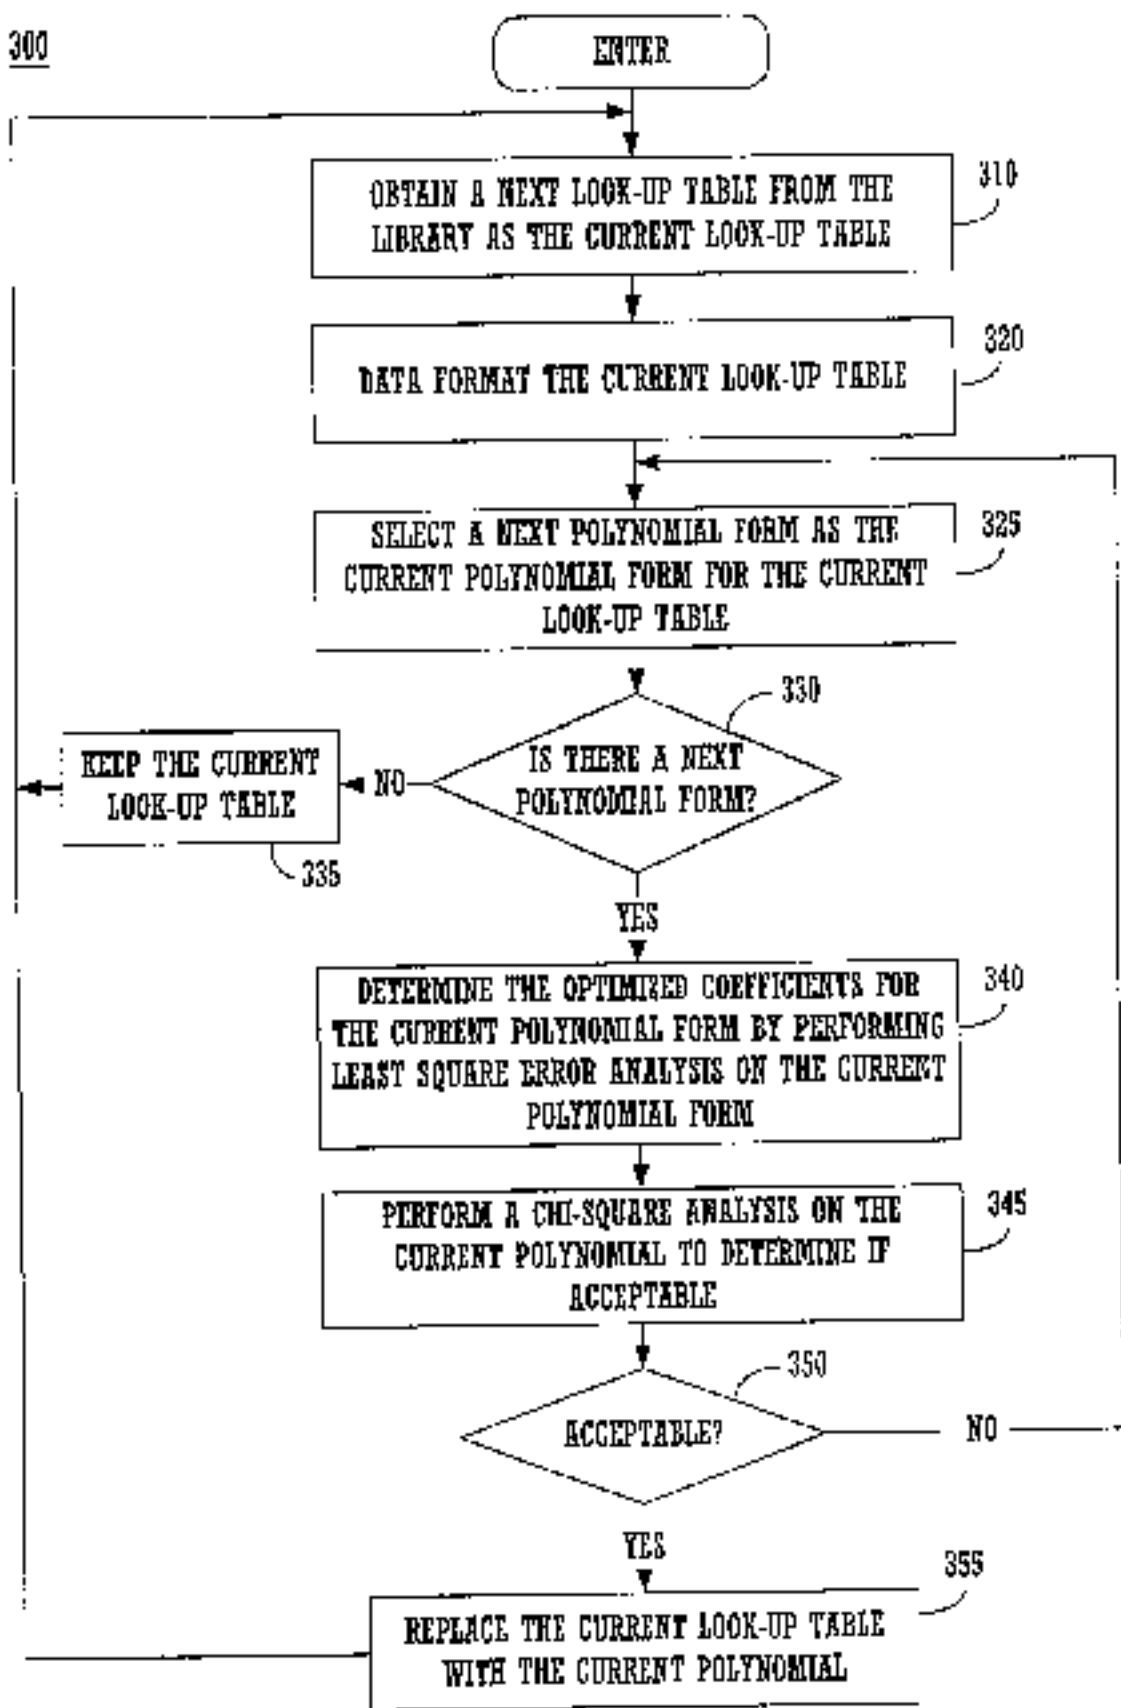 300
ENTER
OBTAIN A NEXT LOOK-UP TABLE FROM THE
LIBRARY AS THE CURRENT LOOK-UP TABLE
310
DATA FORMAT THE CURRENT LOOK-UP TABLE
320
SELECT A NEXT POLYNOMIAL FORM AS THE
CURRENT POLYNOMIAL FORM FOR THE CURRENT
LOOK-UP TABLE
325
330
IS THERE A NEXT
POLYNOMIAL FORM?
NO
KEEP THE CURRENT
LOOK-UP TABLE
335
YES
DETERMINE THE OPTIMIZED COEFFICIENTS FOR
THE CURRENT POLYNOMIAL FORM BY PERFORMING
LEAST SQUARE ERROR ANALYSIS ON THE CURRENT
POLYNOMIAL FORM
340
PERFORM A CHI-SQUARE ANALYSIS ON THE
CURRENT POLYNOMIAL TO DETERMINE IF
ACCEPTABLE
345
350
ACCEPTABLE?
NO
YES
355
REPLACE THE CURRENT LOOK-UP TABLE
WITH THE CURRENT POLYNOMIAL